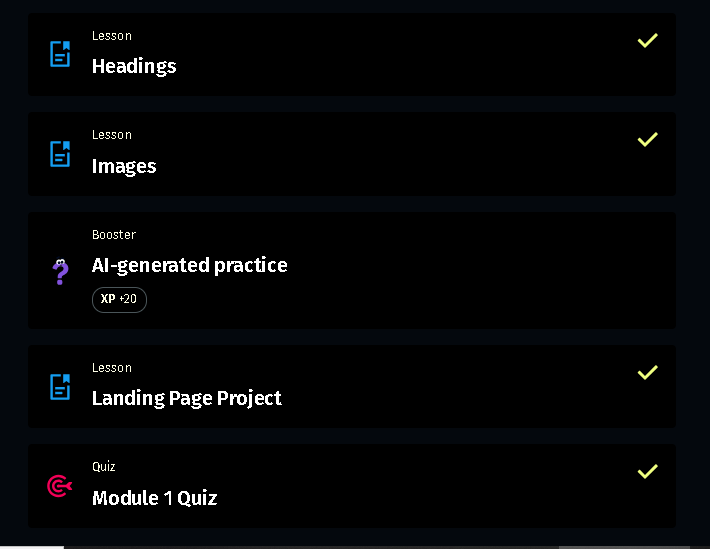 Lesson
Headings
Lesson
Images
Booster
AI-generated practice
XP +20
Lesson
Landing Page Project
Quiz
Module 1 Quiz